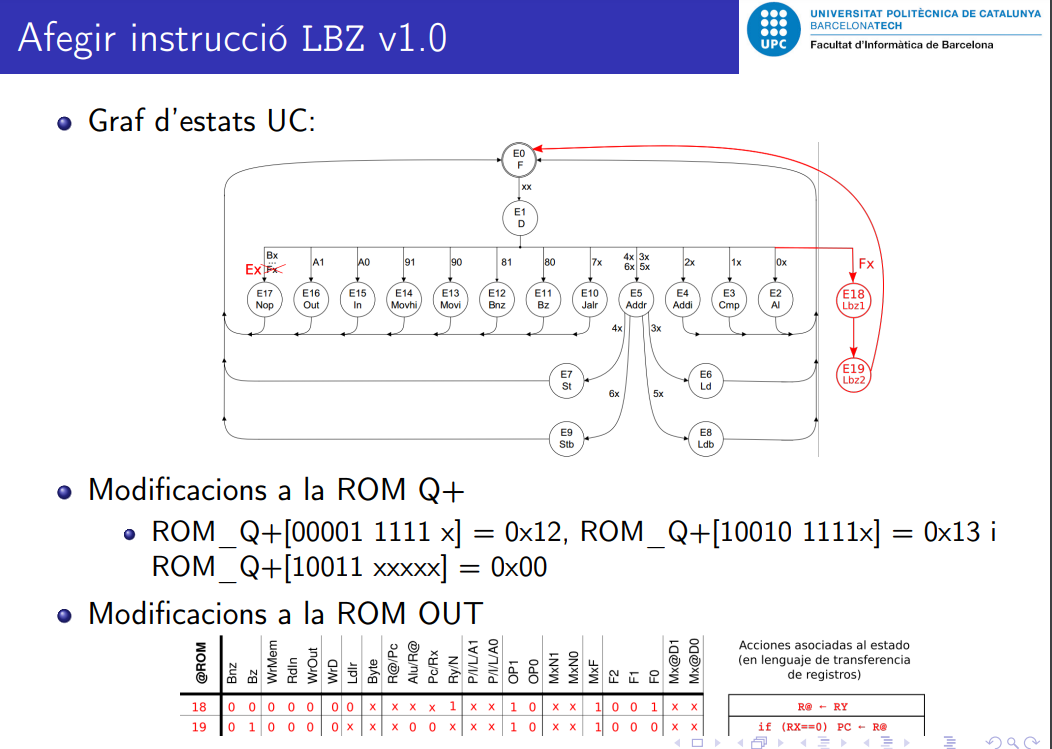 Afegir instrucció LBZ v1.0
UPC
UNIVERSITAT POLITÈCNICA DE CATALUNYA
BARCELONATECH
Facultat d'Informàtica de Barcelona
Graf d'estats UC:
E0
F
xx
E1
D
Bx
...
Fx
Ex
A1
A0
91
90
81
80
7x
4x 3x
6x 5x
2x
1x
0x
Fx
E17
Nop
E16
Out
E15
In
E14
Movhi
E13
Movi
E12
Bnz
E11
Bz
E10
Jalr
E5
Addr
E4
Addi
E3
Cmp
E2
Al
E18
Lbz1
4x
3x
E7
St
E6
Ld
E19
Lbz2
6x
5x
E9
Stb
E8
Ldb
Modificacions a la ROM Q+
ROM_Q+[00001 1111 x] = 0x12, ROM_Q+[10010 1111x] = 0x13 i
ROM_Q+[10011 xxxxx] = 0x00
Modificacions a la ROM OUT
@ROM Bnz Bz WrMem RdIn WrOut WrD LdIr Byte R@/Pc Alu/R@ Pc/Rx Ry/N P/I/L/A1 P/I/L/A0 OP1 OP0 MxN1 MxN0 MxF F2 F1 F0 Mx@D1 Mx@D0
18 0 0 0 0 0 0 0 x x x x 1 x x 1 0 x x 1 0 0 1 x x
19 0 1 0 0 0 0 x x x 0 0 x x x 1 0 x x 1 0 0 0 x x
Acciones asociadas al estado
(en lenguaje de transferencia
de registros)
R@ ← RY
if (RX==0) PC ← R@